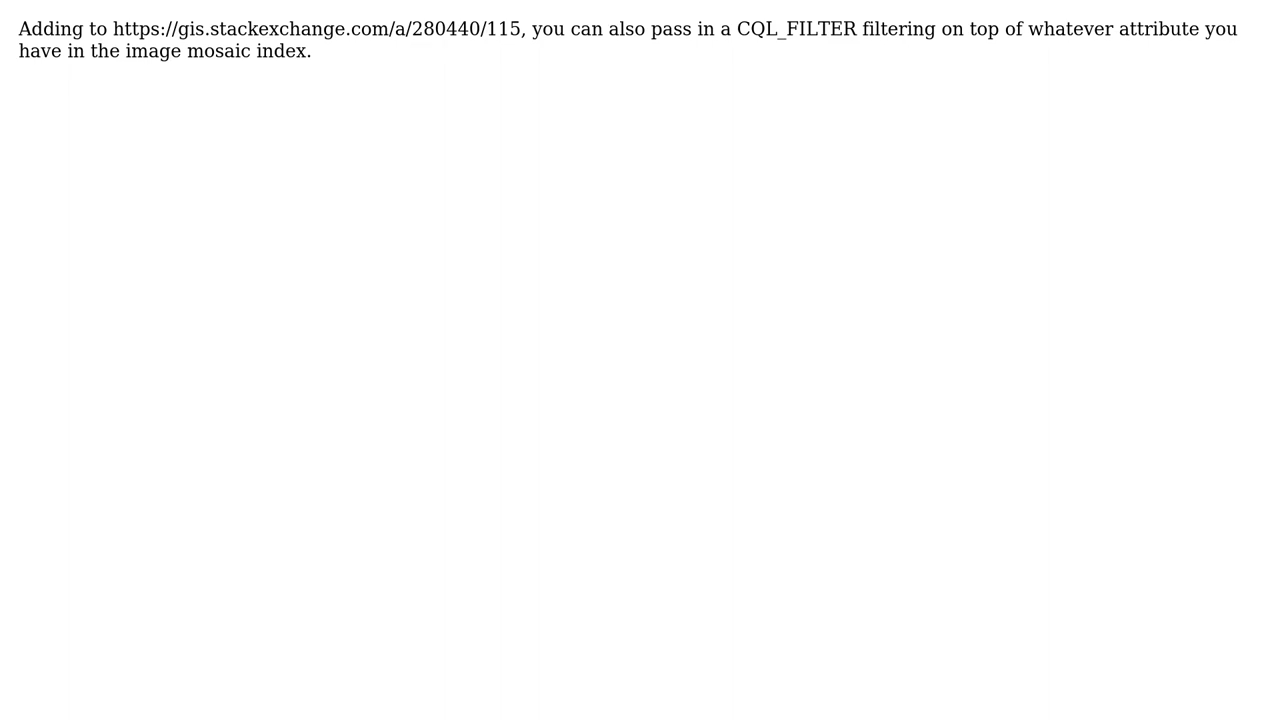 Adding to https://gis.stackexchange.com/a/280440/115, you can also pass in a CQL_FILTER filtering on top of whatever attribute you
have in the image mosaic index.